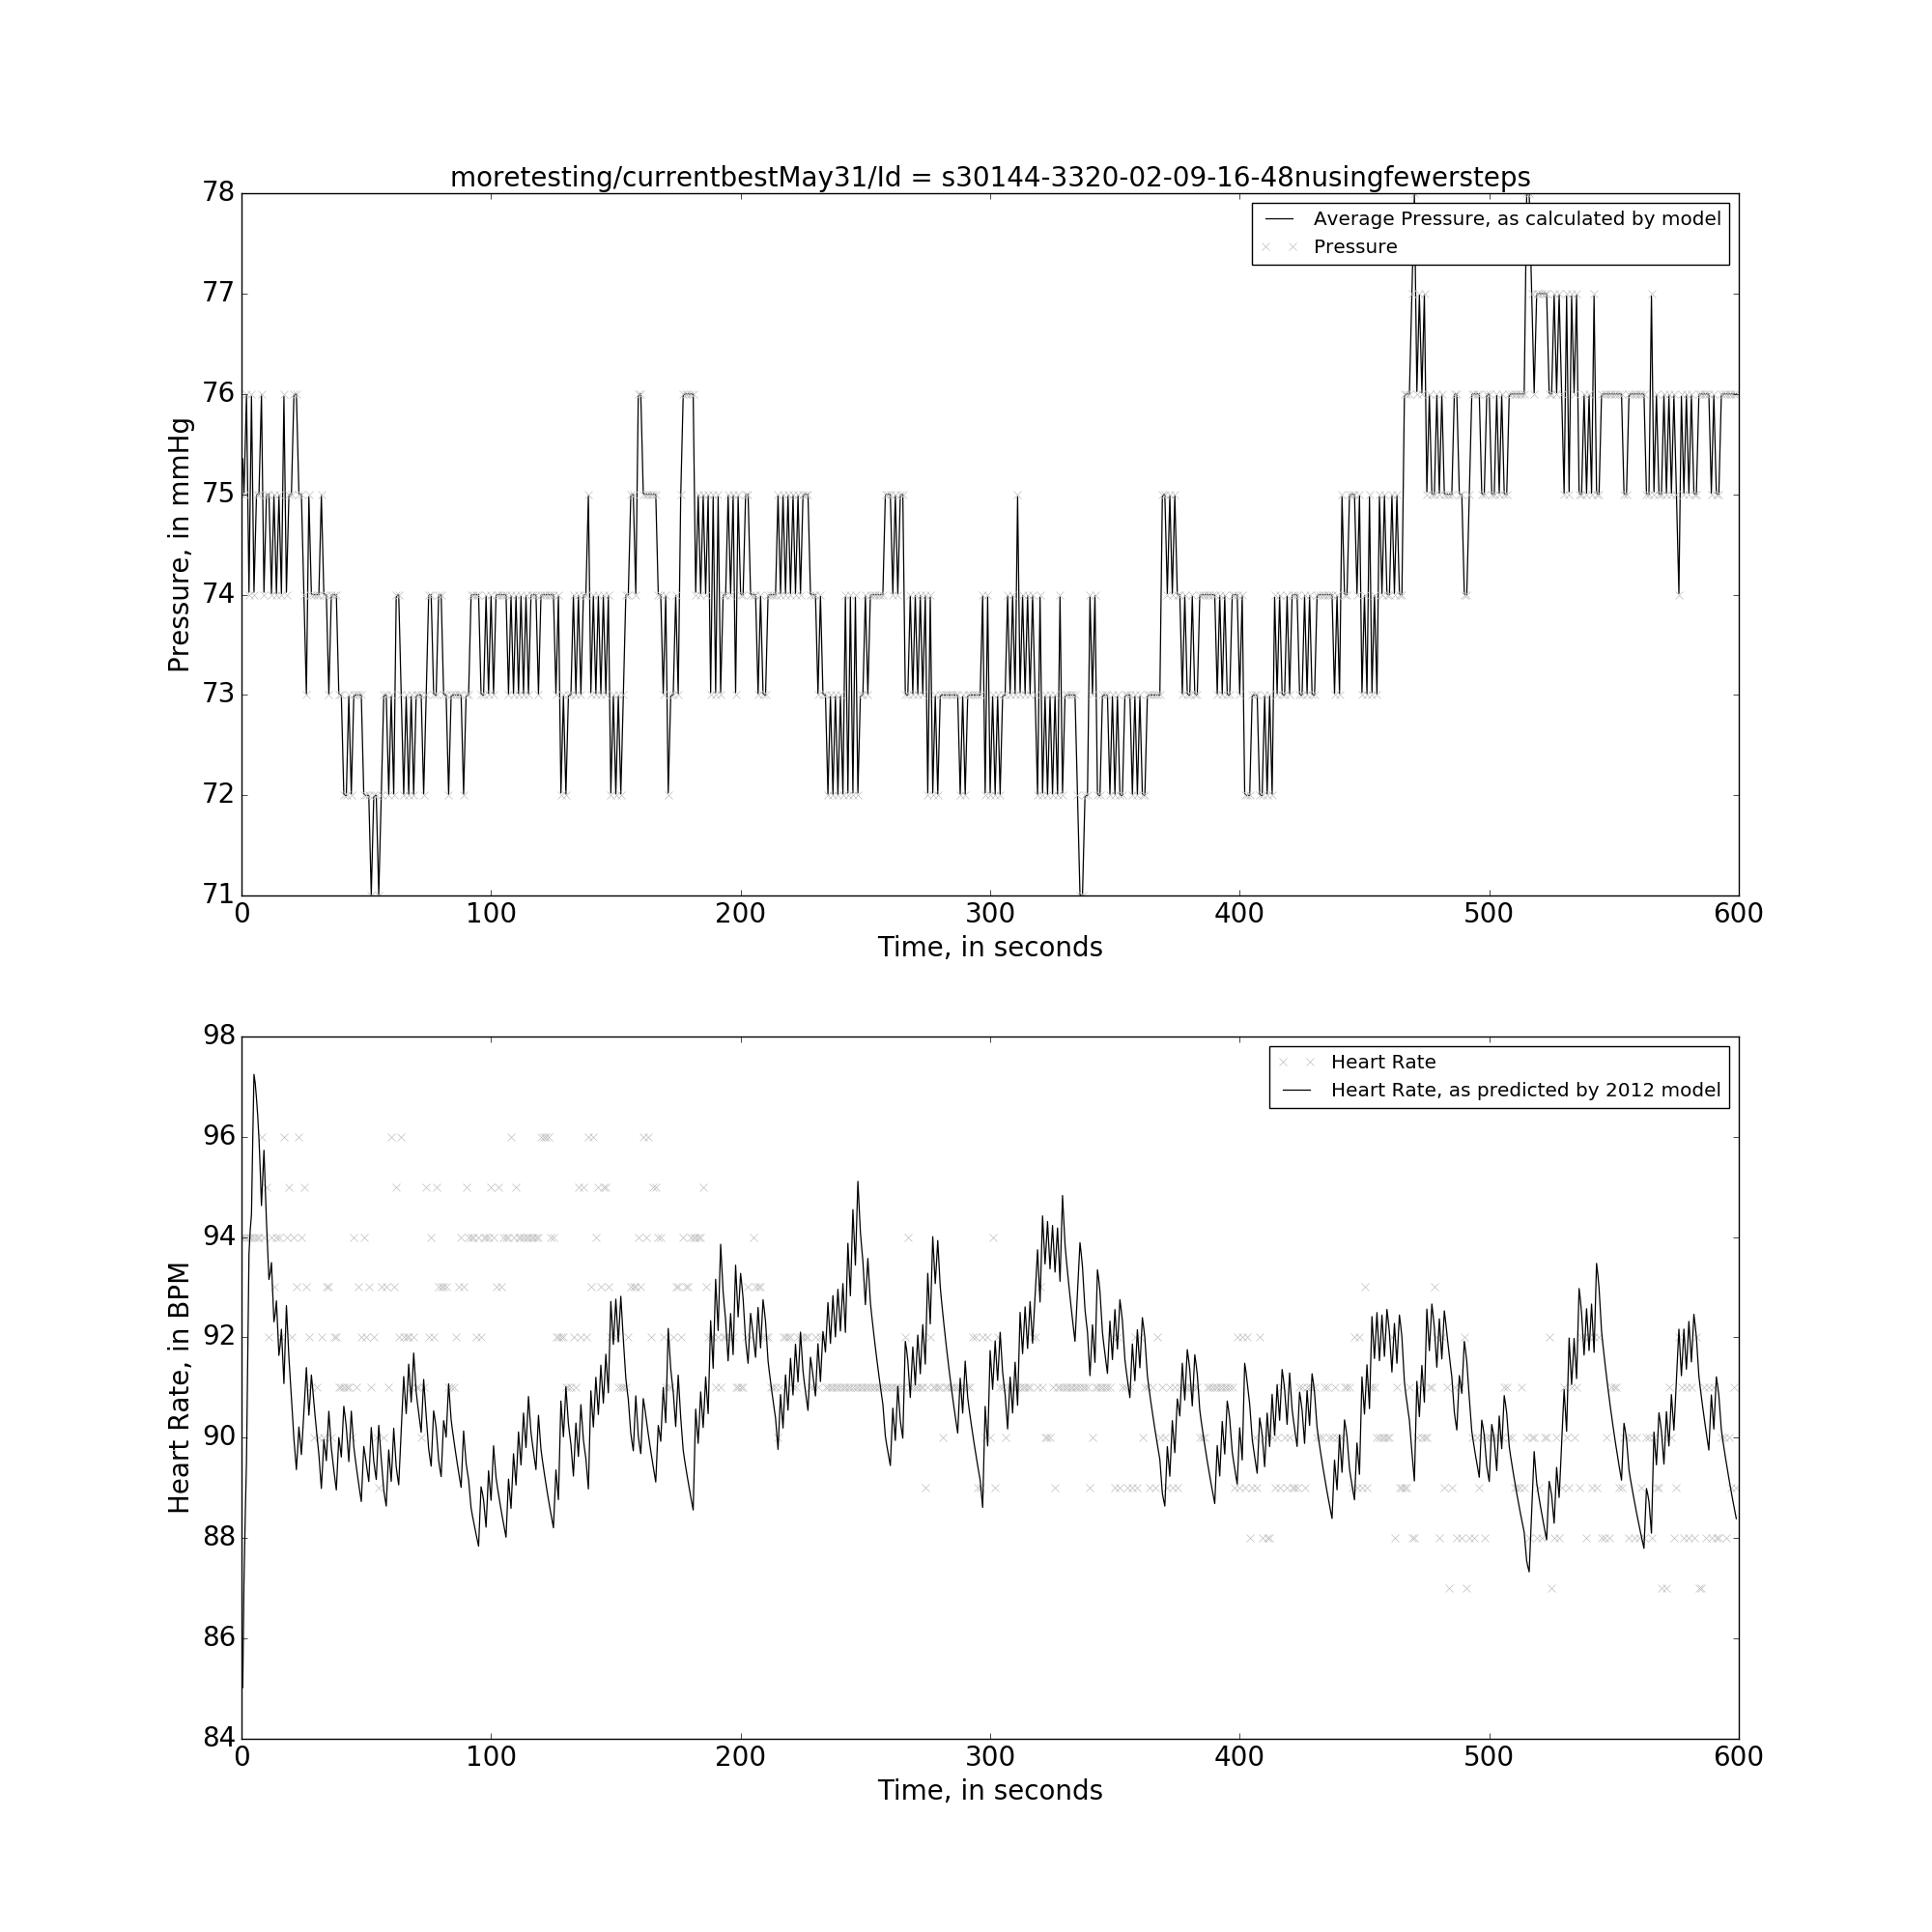 moretesting/currentbestMay31/Id = s30144-3320-02-09-16-48nusingfewersteps
78
77
76
75
74
73
72
71
Pressure, in mmHg
Average Pressure, as calculated by model
Pressure
0 100 200 300 400 500 600
Time, in seconds
98
96
94
92
90
88
86
84
Heart Rate, in BPM
Heart Rate
Heart Rate, as predicted by 2012 model
0 100 200 300 400 500 600
Time, in seconds